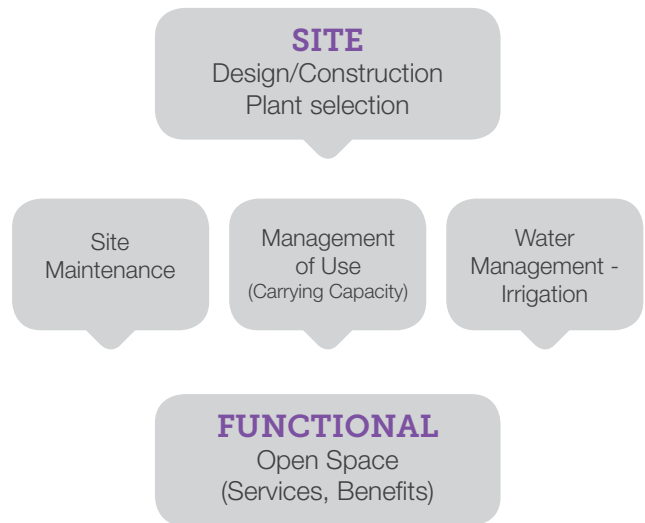 SITE
Design/Construction
Plant selection
Site
Maintenance
Management
of Use
(Carrying Capacity)
Water
Management -
Irrigation
FUNCTIONAL
Open Space
(Services, Benefits)